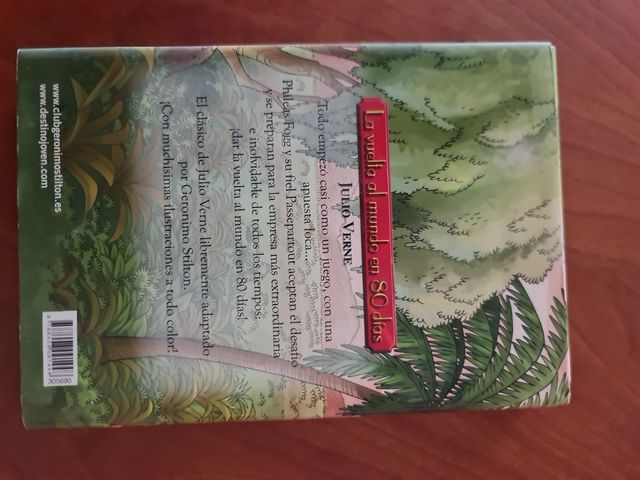 La vuelta al mundo en 80 días
JULIO VERNE
Todo empezó casi como un juego, con una
apuesta loca...
Phileas Fogg y su fiel Passepartout aceptan el desafío
y se preparan para la empresa más extraordinaria
e inolvidable de todos los tiempos:
¡dar la vuelta al mundo en 80 días!
El clásico de Julio Verne libremente adaptado
por Geronimo Stilton.
¡Con muchísimas ilustraciones a todo color!
www.clubgeronimostilton.es
www.destinojoven.com
305690